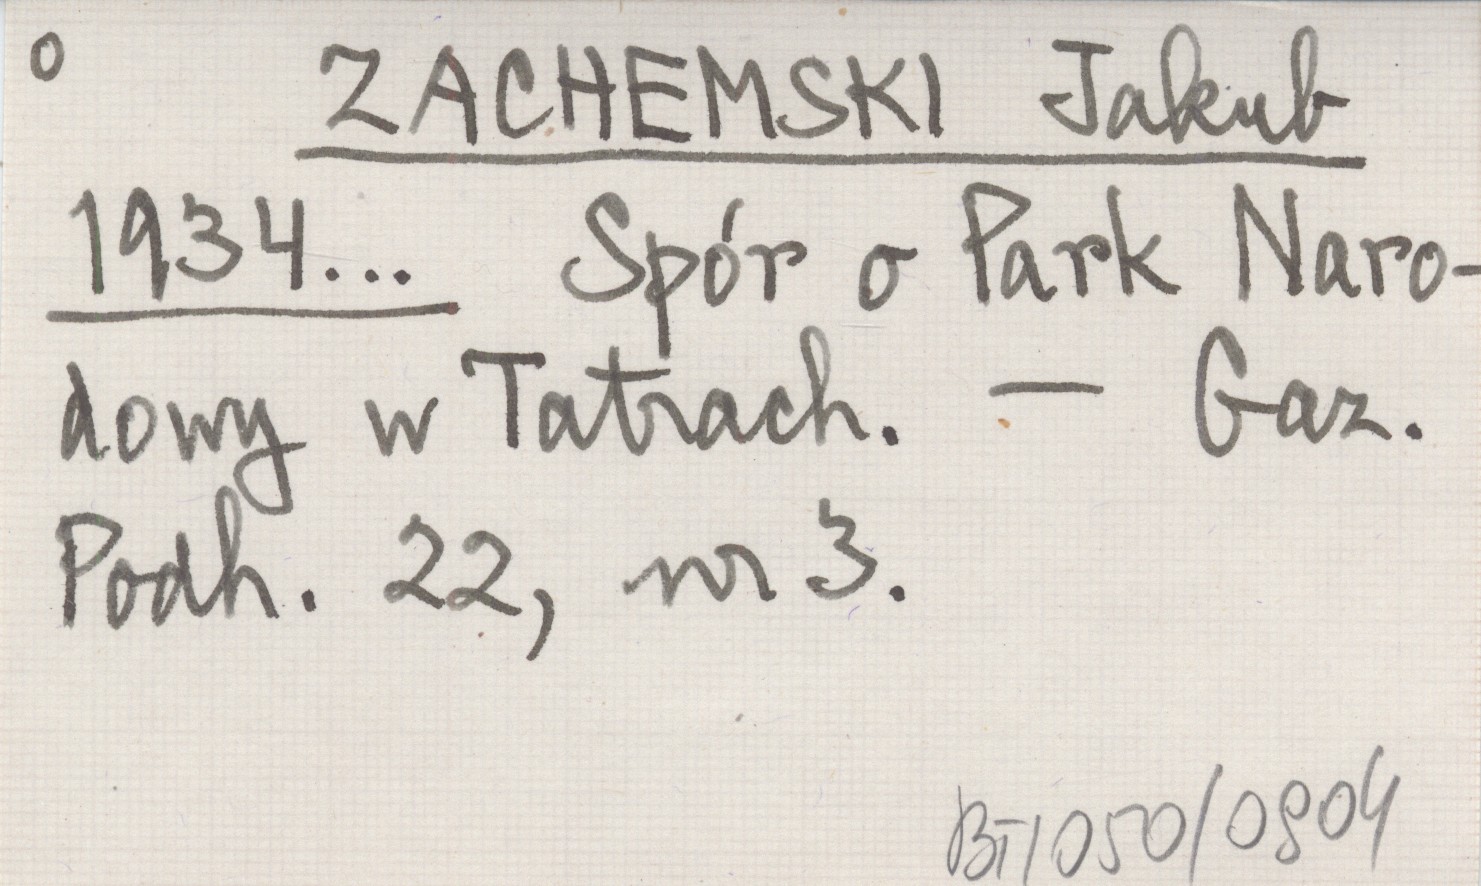 o ZACHEMSKI Jakub
1934... Spór o Park Naro-
dowy w Tatrach. — Gaz.
Podh. 22, nr 3.
BT/050/0804